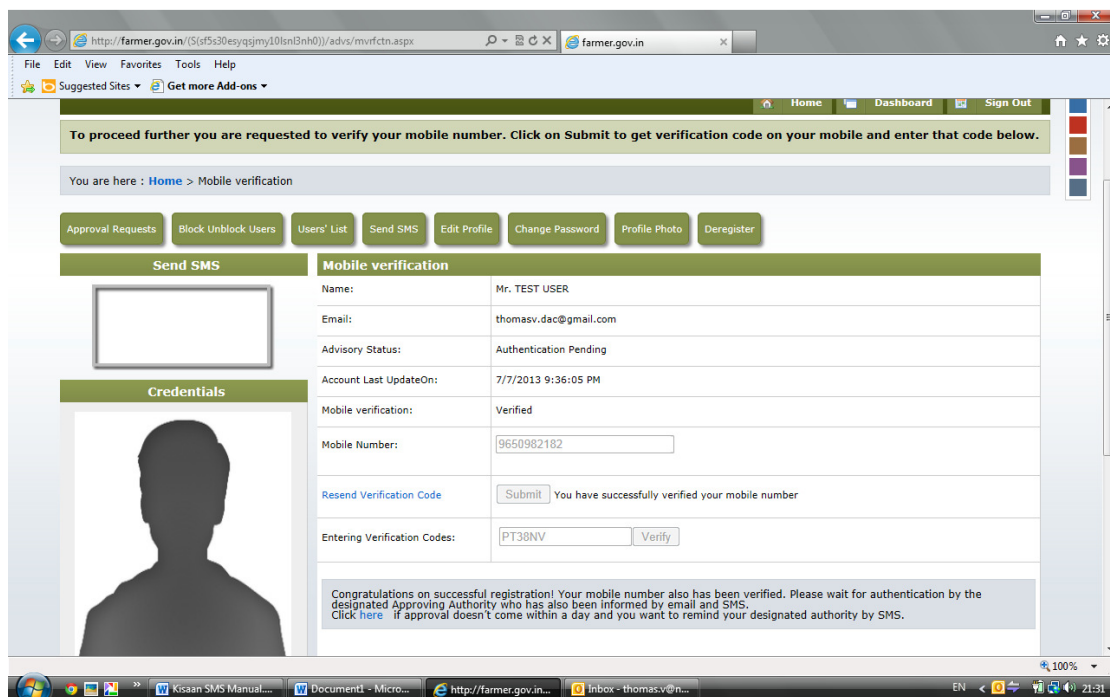 http://farmer.gov.in/(S(sf5s30esyqsjmy10lsnl3nh0))/advs/mvrfctn.aspx
farmer.gov.in
File Edit View Favorites Tools Help
Suggested Sites Get more Add-ons
Home Dashboard Sign Out
To proceed further you are requested to verify your mobile number. Click on Submit to get verification code on your mobile and enter that code below.
You are here : Home > Mobile verification
Approval Requests Block Unblock Users Users' List Send SMS Edit Profile Change Password Profile Photo Deregister
Send SMS
Credentials
Mobile verification
Name: Mr. TEST USER
Email: thomasv.dac@gmail.com
Advisory Status: Authentication Pending
Account Last UpdateOn: 7/7/2013 9:36:05 PM
Mobile verification: Verified
Mobile Number: 9650982182
Resend Verification Code Submit You have successfully verified your mobile number
Entering Verification Codes: PT38NV Verify
Congratulations on successful registration! Your mobile number also has been verified. Please wait for authentication by the
designated Approving Authority who has also been informed by email and SMS.
Click here if approval doesn't come within a day and you want to remind your designated authority by SMS.
100%
Kisaan SMS Manual.... Document1 - Micro... http://farmer.gov.in... Inbox - thomas.v@n... EN 21:31